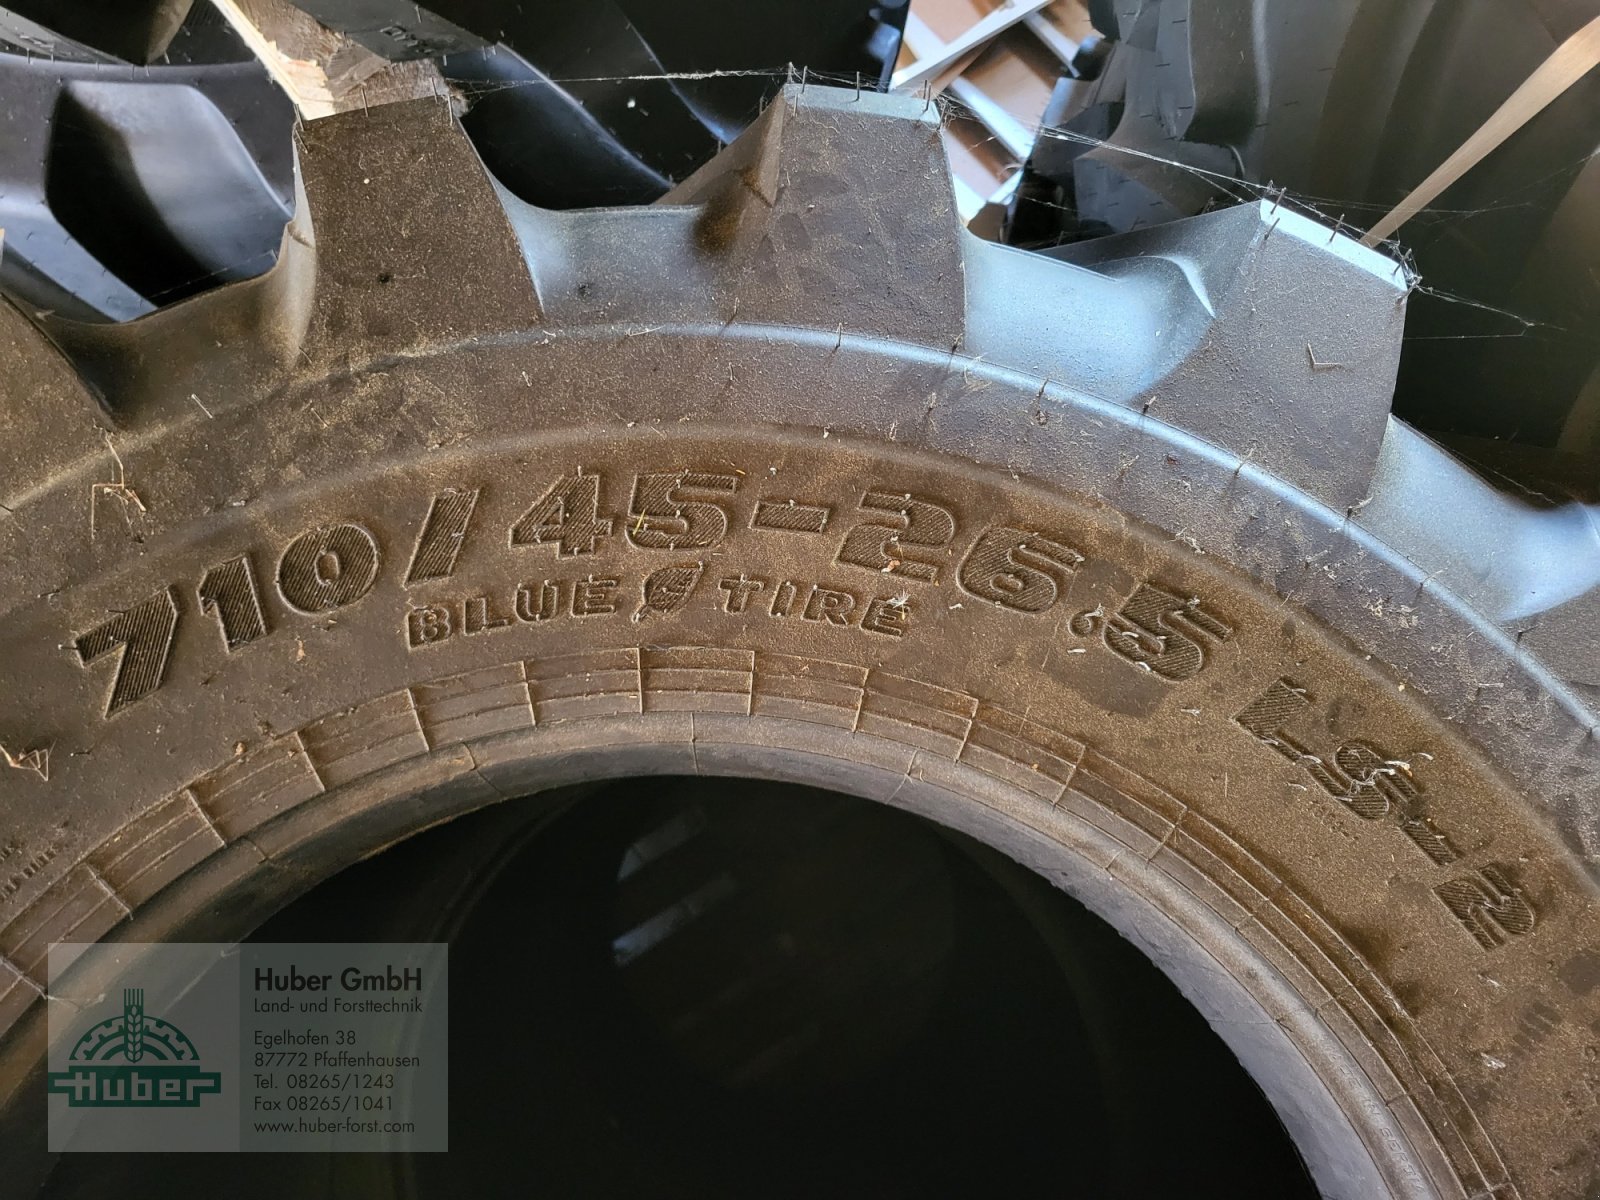 710/45-26.5 LS-2
BLUE TIRE
Huber
Huber GmbH
Land- und Forsttechnik
Egelhofen 38
87772 Pfaffenhausen
Tel. 08265/1243
Fax 08265/1041
www.huber-forst.com